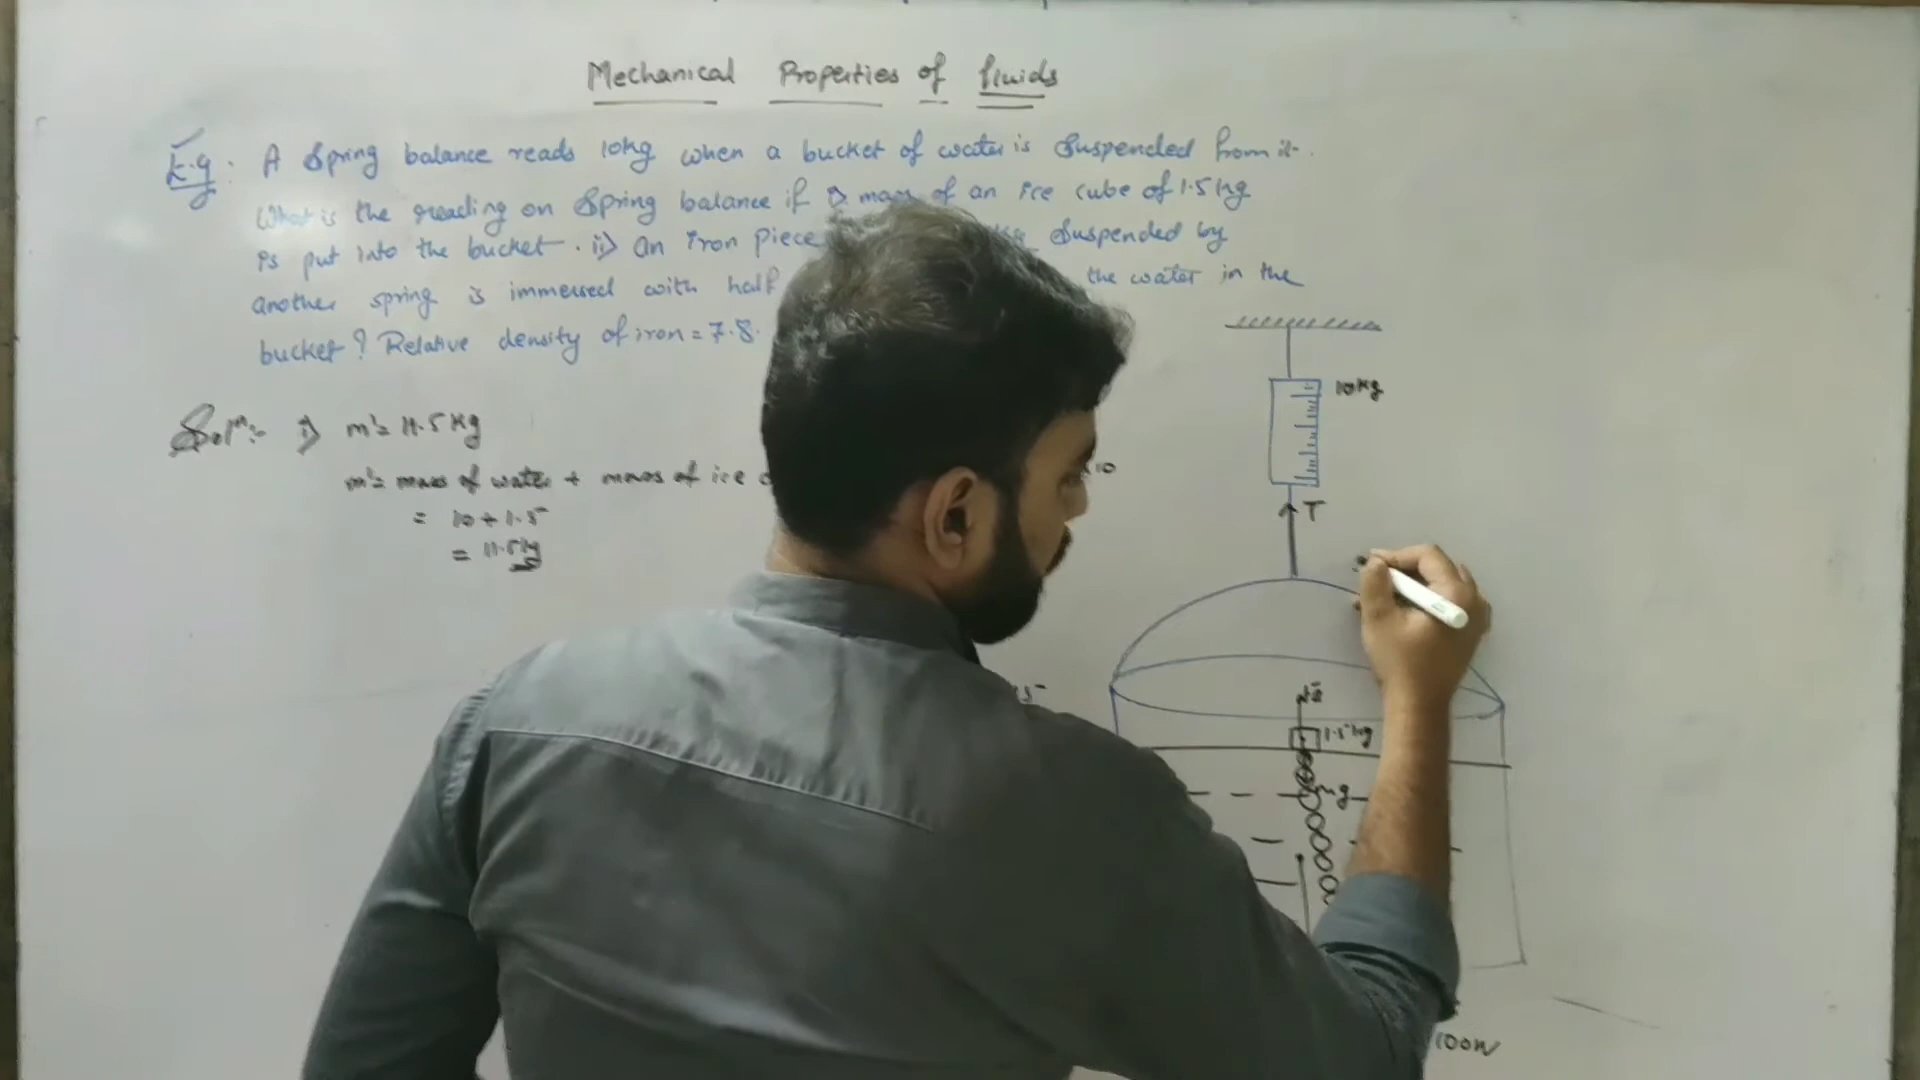 Mechanical Properties of fluids
E.g: A Spring balance reads 10kg when a bucket of water is Suspended from it.
What is the reading on Spring balance if i> mass of an ice cube of 1.5kg
is put into the bucket. ii> an iron piece Suspended by
another spring is immersed with half the water in the
bucket? Relative density of iron = 7.8.
Soln:- i> m'= 11.5 Kg
m'= mass of water + mass of ice
= 10 + 1.5
= 11.5kg
10kg
T
1.5kg
mg
100N